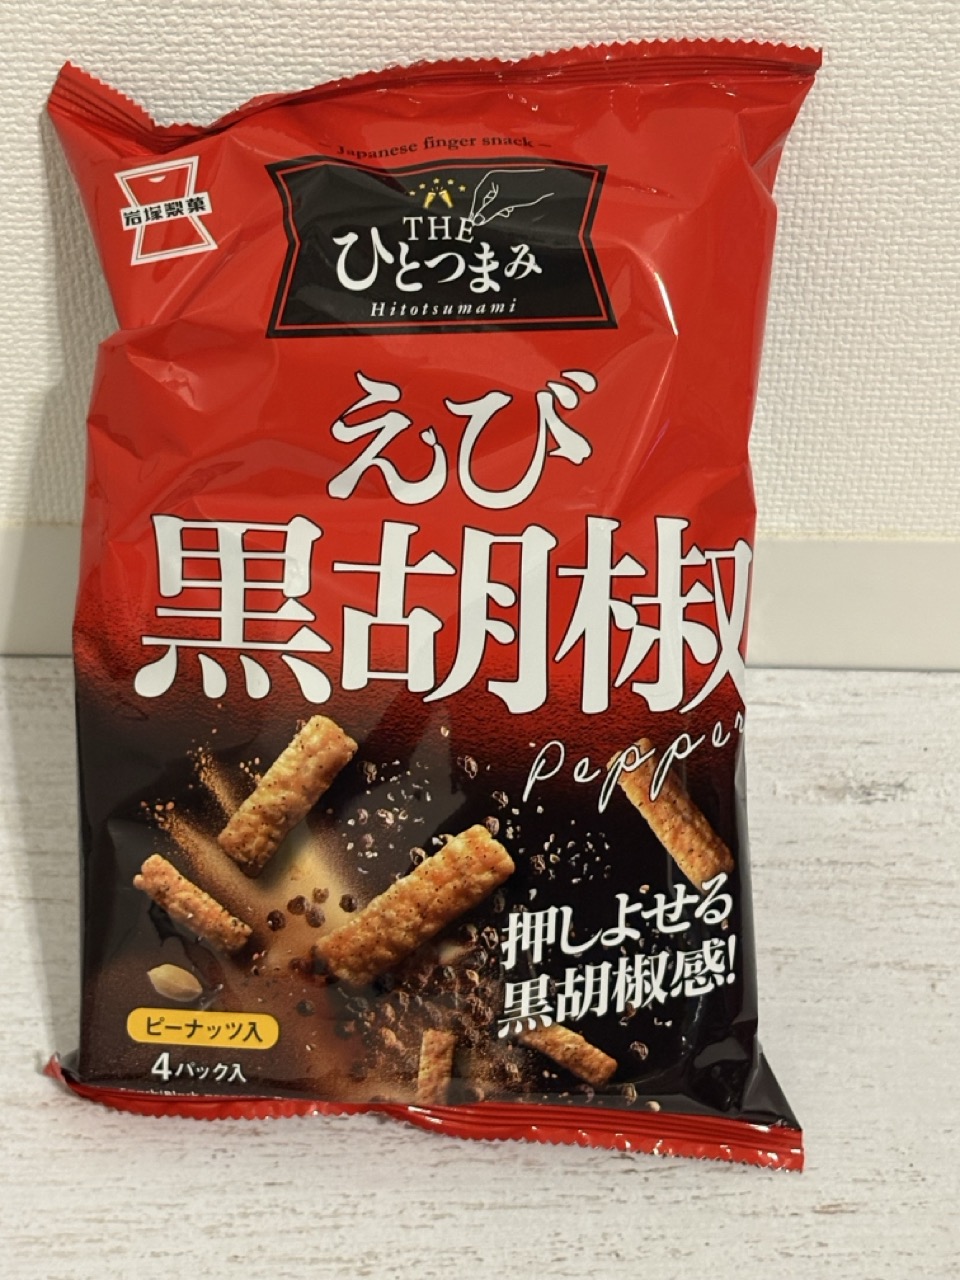 Japanese finger snack
岩塚製菓
THE
ひとつまみ
Hitotsumami
えび
黒胡椒
Pepper
押しよせる
黒胡椒感!
ピーナッツ入
4パック入